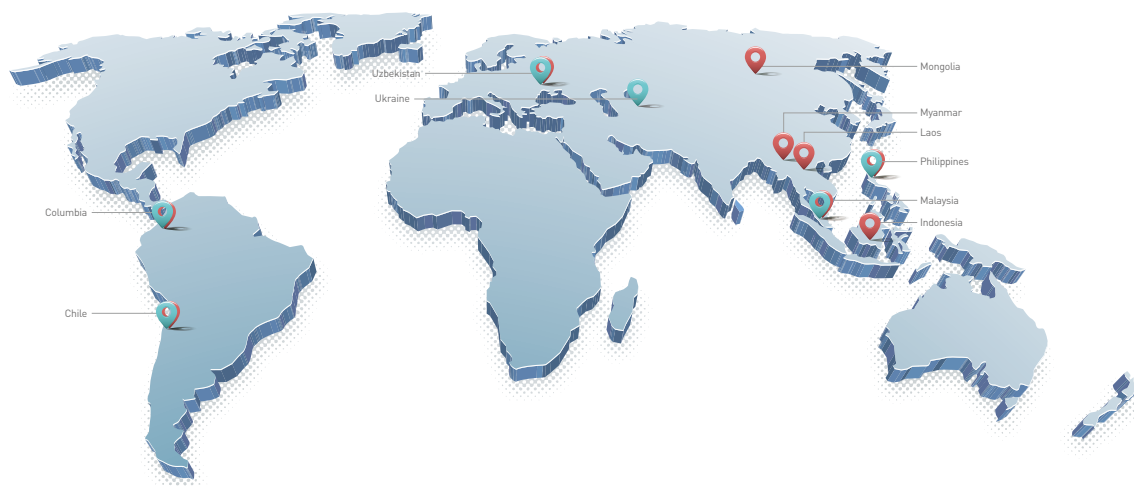 Uzbekistan
Mongolia
Ukraine
Myanmar
Laos
Philippines
Malaysia
Columbia
Indonesia
Chile